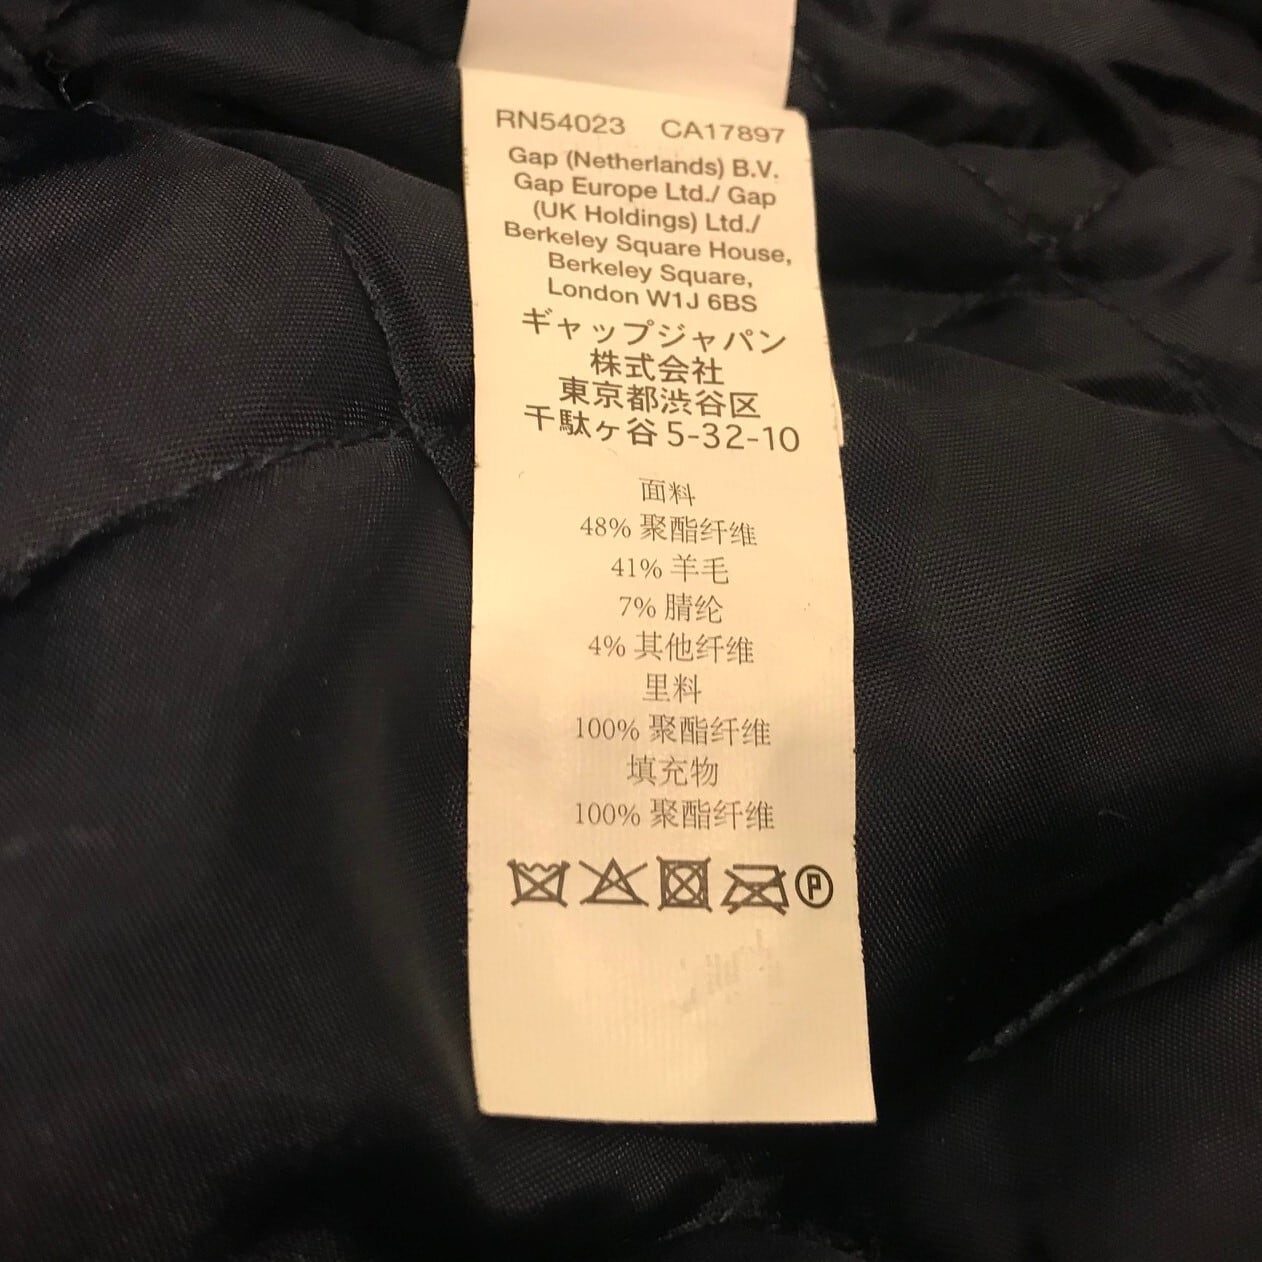 RN54023 CA17897
Gap (Netherlands) B.V.
Gap Europe Ltd./ Gap
(UK Holdings) Ltd./
Berkeley Square House,
Berkeley Square,
London W1J 6BS
ギャップジャパン
株式会社
東京都渋谷区
千駄ヶ谷 5-32-10
面料
48% 聚酯纤维
41% 羊毛
7% 腈纶
4% 其他纤维
里料
100% 聚酯纤维
填充物
100% 聚酯纤维
P